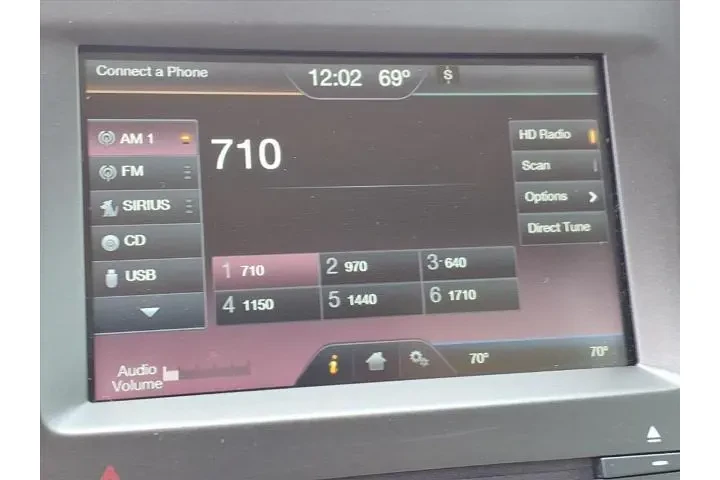 Connect a Phone
12:02 69°
S
AM 1
FM
SIRIUS
CD
USB
710
HD Radio
Scan
Options
Direct Tune
1 710
2 970
3 640
4 1150
5 1440
6 1710
Audio
Volume
i
70°
70°